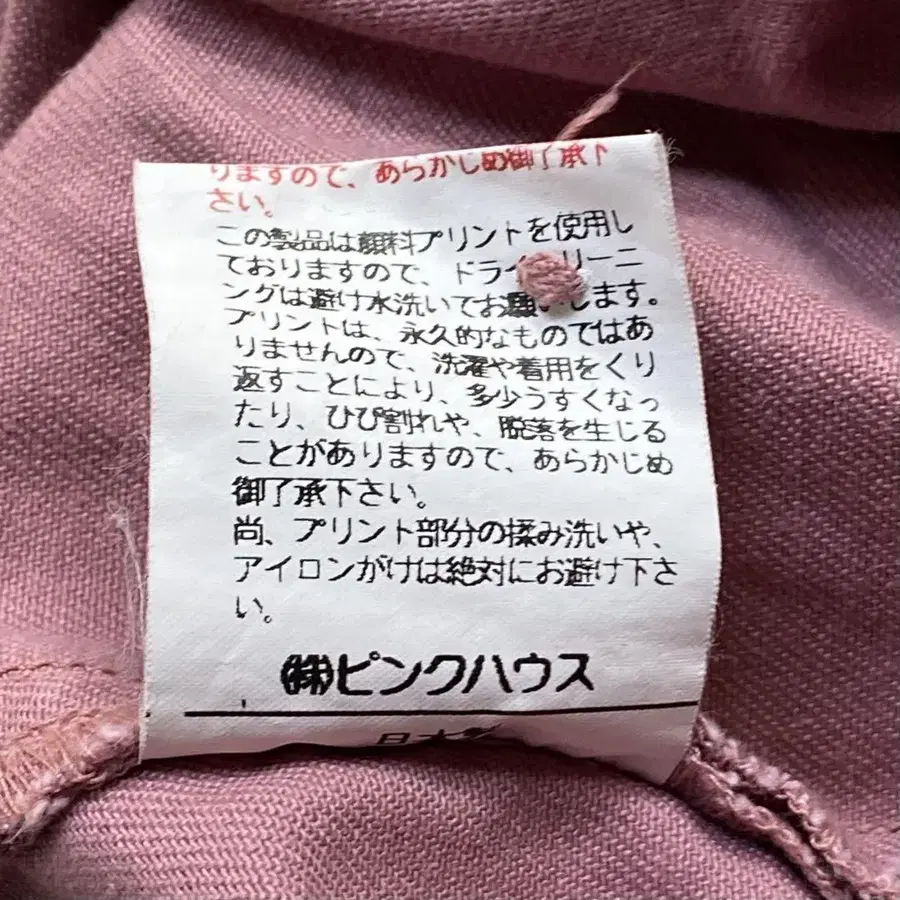 りますので、あらかじめ御了承下
さい。
この製品は顔料プリントを使用し
ておりますので、ドライクリーニ
ングは避け水洗いでお願いします。
プリントは、永久的なものではあ
りませんので、洗濯や着用をくり
返すことにより、多少うすくなっ
たり、ひび割れや、脱落を生じる
ことがありますので、あらかじめ
御了承下さい。
尚、プリント部分の揉み洗いや、
アイロンがけは絶対にお避け下さ
い。
㈱ピンクハウス
日本製